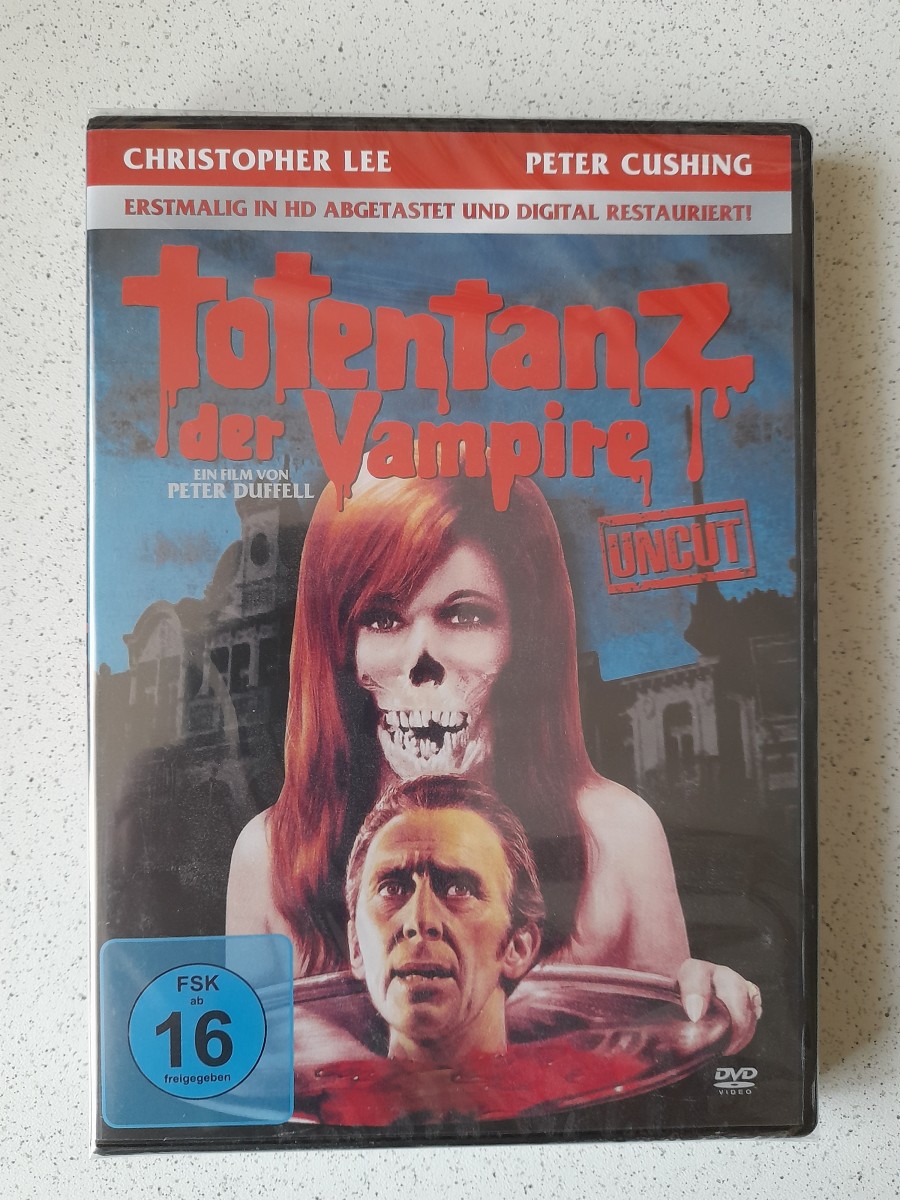 CHRISTOPHER LEE PETER CUSHING
ERSTMALIG IN HD ABGETASTET UND DIGITAL RESTAURIERT!
totentanz
der Vampire
EIN FILM VON
PETER DUFFELL
UNCUT
FSK
ab
16
freigegeben
DVD
VIDEO